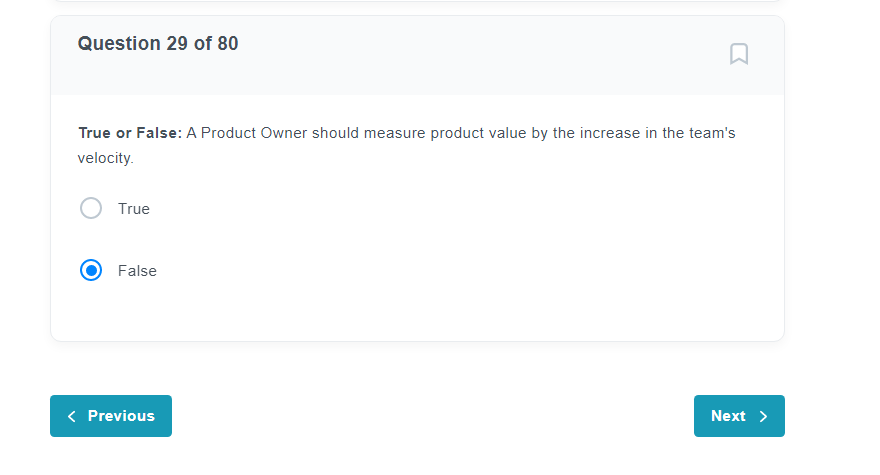 Question 29 of 80
True or False: A Product Owner should measure product value by the increase in the team's
velocity.
True
False
Previous
Next